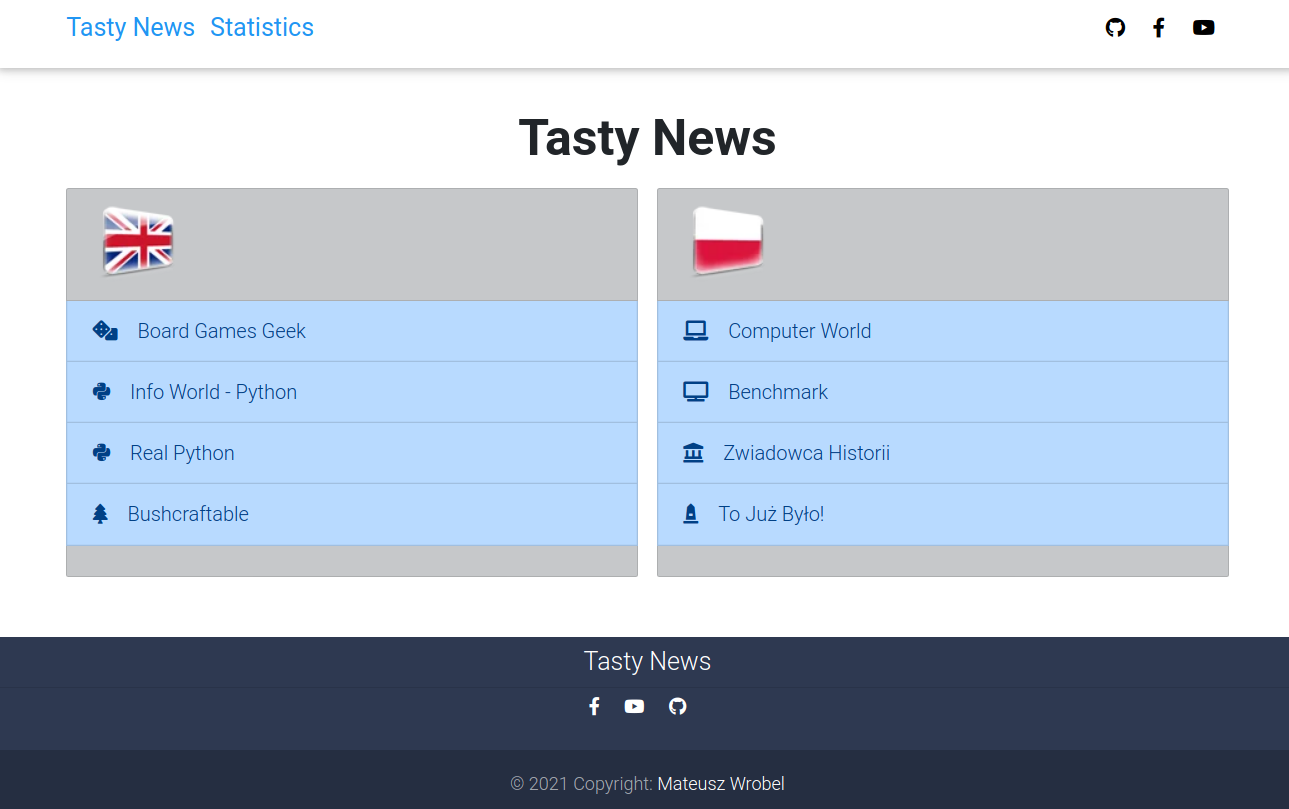 Tasty News Statistics
Tasty News
Board Games Geek
Info World - Python
Real Python
Bushcraftable
Computer World
Benchmark
Zwiadowca Historii
To Już Było!
Tasty News
© 2021 Copyright: Mateusz Wrobel